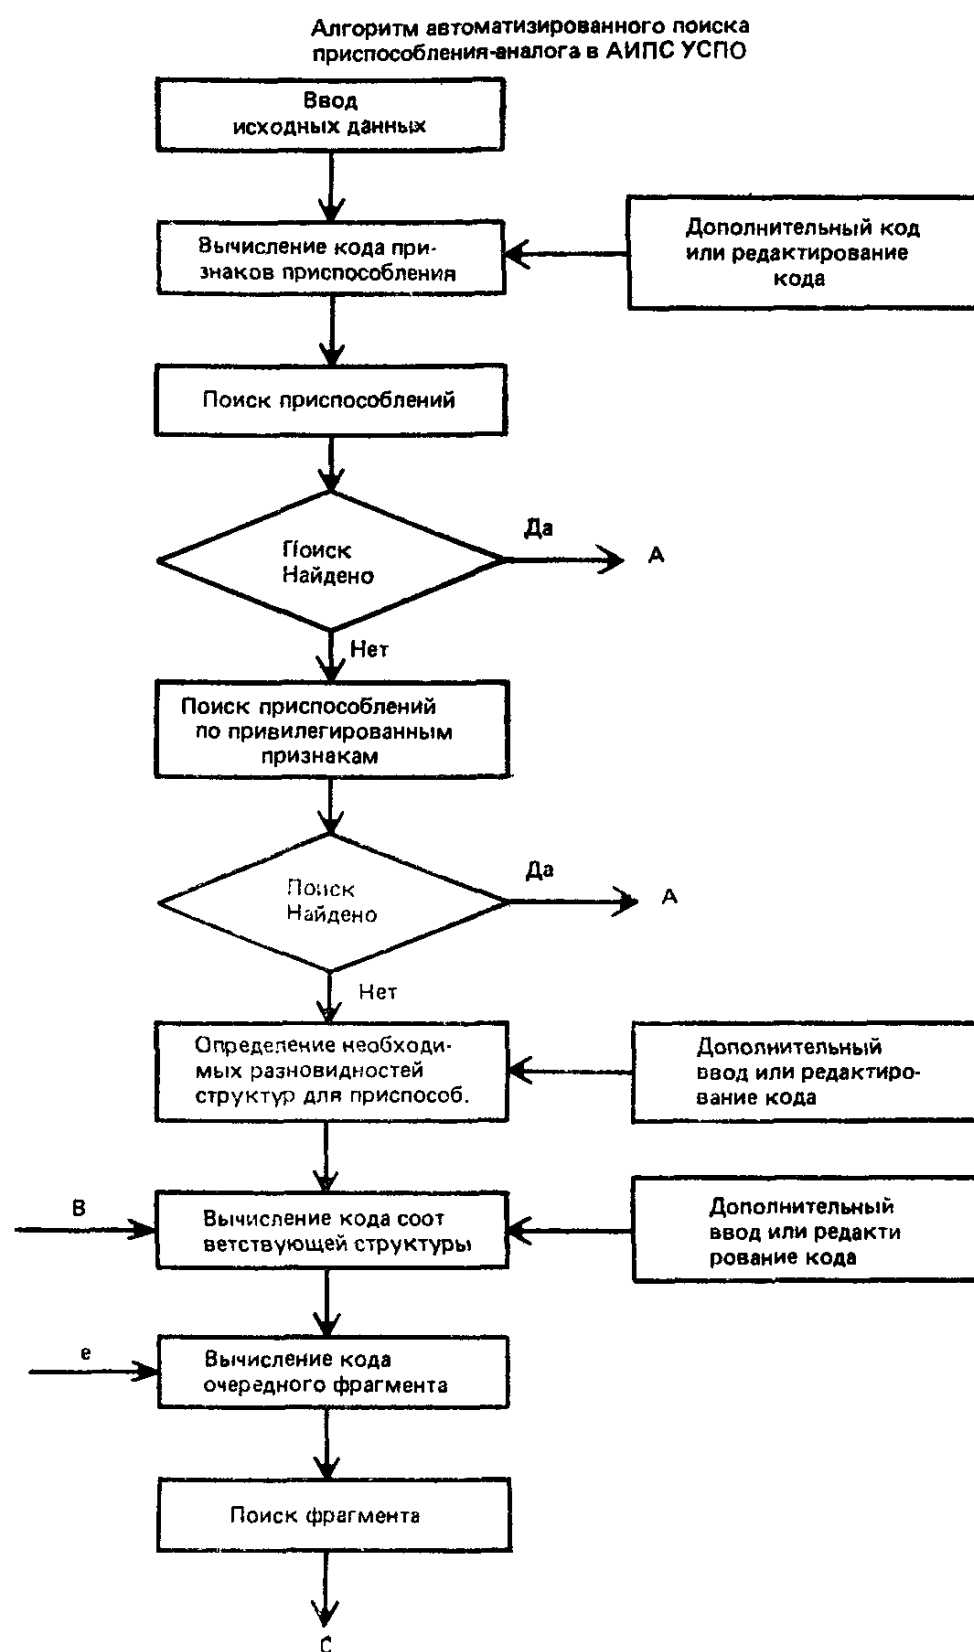 Алгоритм автоматизированного поиска
приспособления-аналога в АИПС УСПО
Ввод
исходных данных
Вычисление кода при-
знаков приспособления
Дополнительный код
или редактирование
кода
Поиск приспособлений
Поиск
Найдено
Да
А
Нет
Поиск приспособлений
по привилегированным
признакам
Поиск
Найдено
Да
А
Нет
Определение необходи-
мых разновидностей
структур для приспособ.
Дополнительный
ввод или редактиро-
вание кода
В
Вычисление кода соот
ветствующей структуры
Дополнительный
ввод или редакти
рование кода
е
Вычисление кода
очередного фрагмента
Поиск фрагмента
С